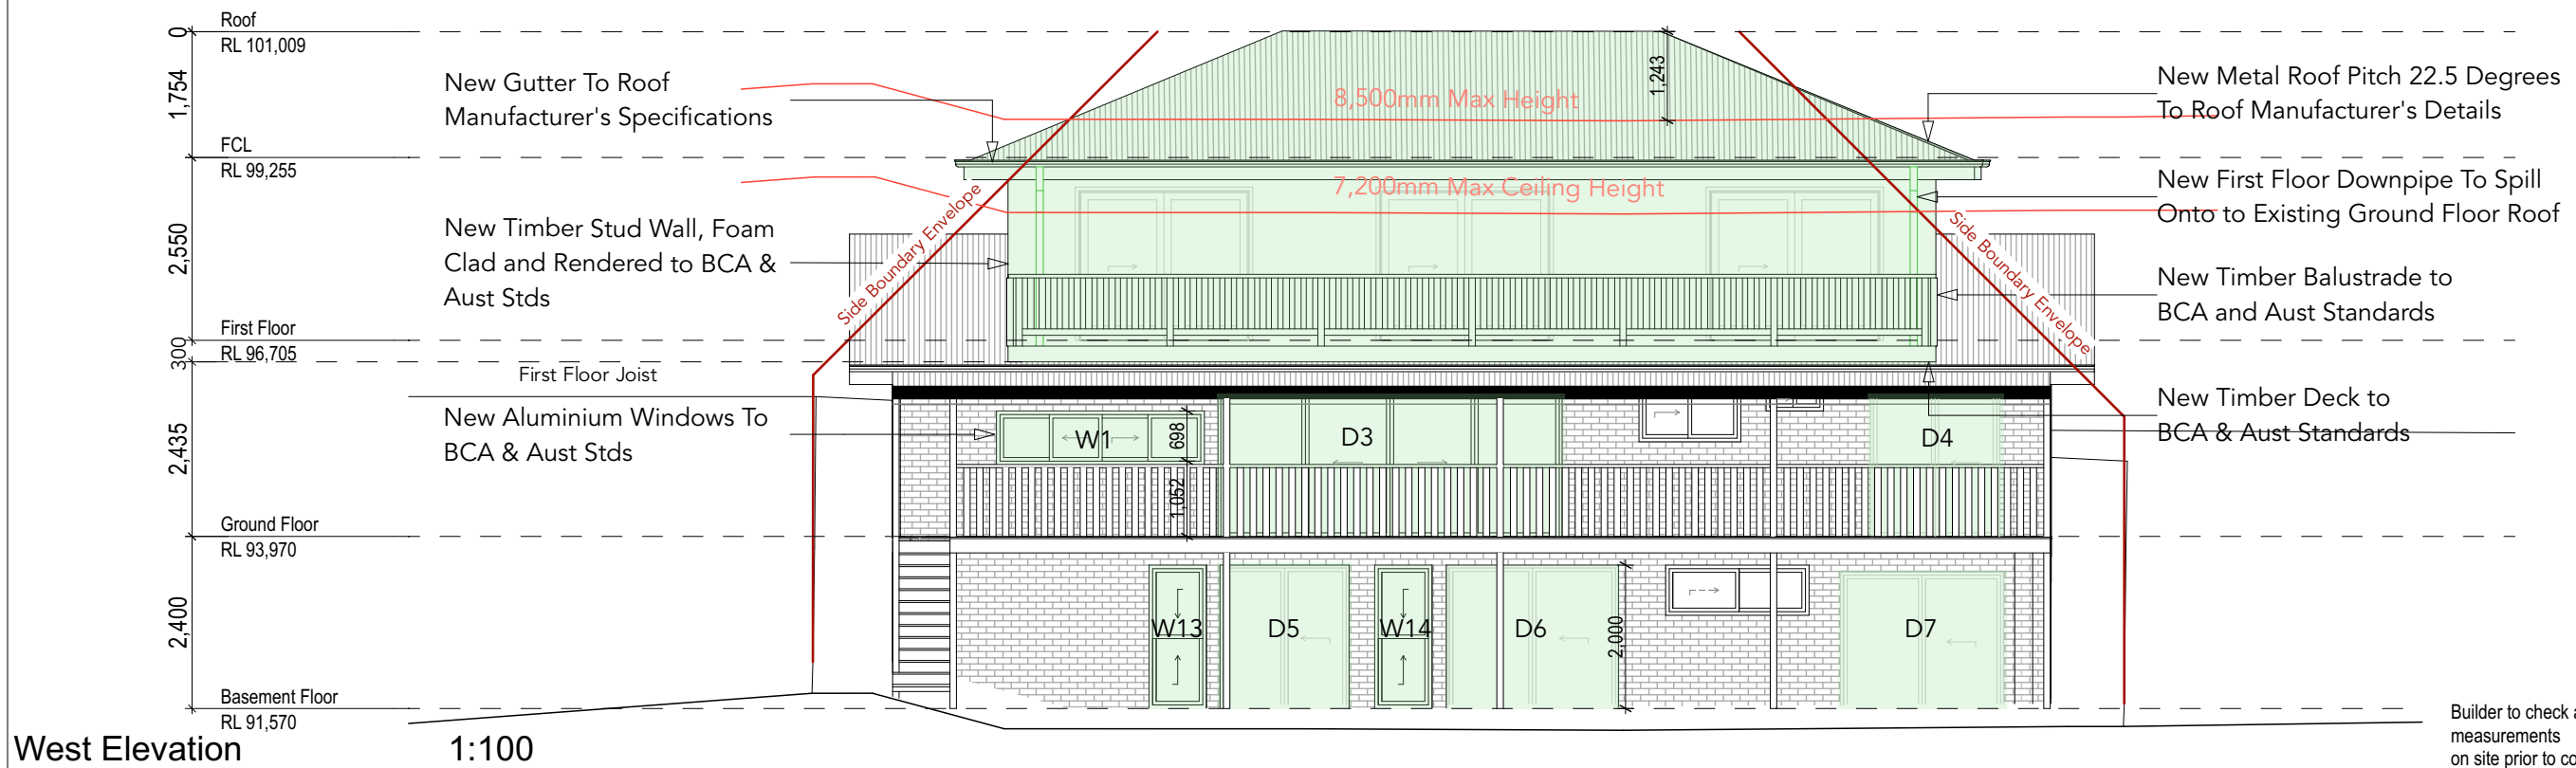 Roof
RL 101,009
FCL
RL 99,255
First Floor
RL 96,705
First Floor Joist
Ground Floor
RL 93,970
Basement Floor
RL 91,570
0
1,754
2,550
300
2,435
2,400
New Gutter To Roof
Manufacturer's Specifications
New Timber Stud Wall, Foam
Clad and Rendered to BCA &
Aust Stds
New Aluminium Windows To
BCA & Aust Stds
8,500mm Max Height
1,243
7,200mm Max Ceiling Height
Side Boundary Envelope
Side Boundary Envelope
W1
698
1,052
D3
D4
W13
D5
W14
D6
2,000
D7
New Metal Roof Pitch 22.5 Degrees
To Roof Manufacturer's Details
New First Floor Downpipe To Spill
Onto to Existing Ground Floor Roof
New Timber Balustrade to
BCA and Aust Standards
New Timber Deck to
BCA & Aust Standards
West Elevation 1:100
Builder to check
measurements
on site prior to